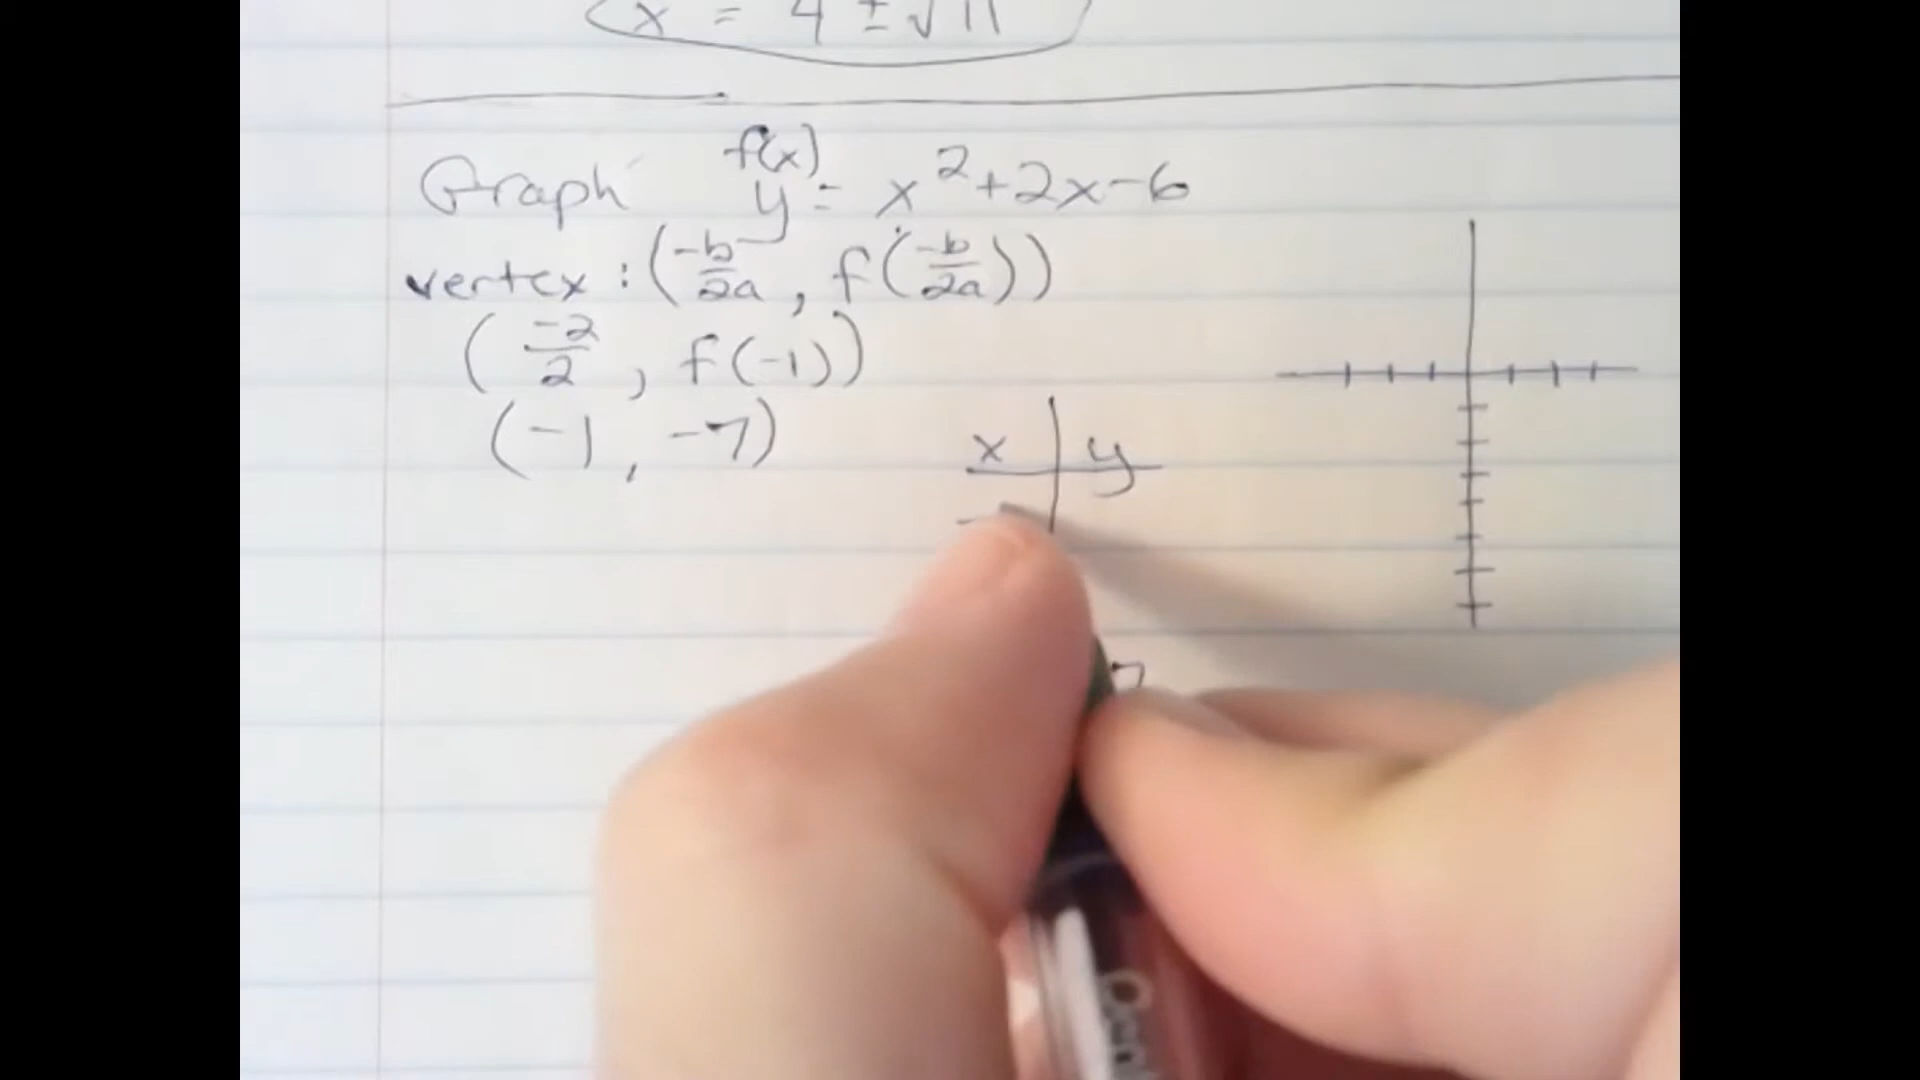 x = 4 ± √11
Graph f(x) y = x²+2x-6
vertex : (-b/2a, f(-b/2a))
(-2/2, f(-1))
(-1, -7)
x | y